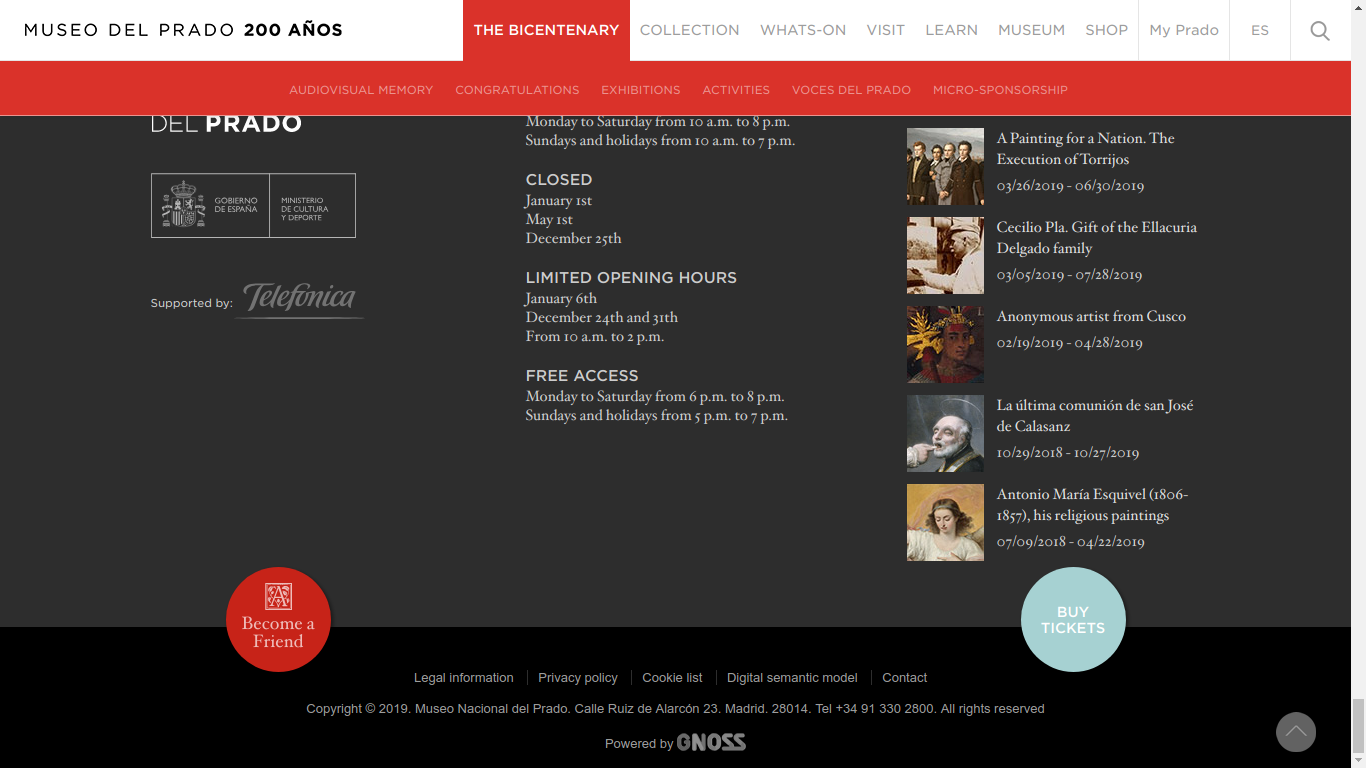 MUSEO DEL PRADO 200 AÑOS
THE BICENTENARY
COLLECTION
WHATS-ON
VISIT
LEARN
MUSEUM
SHOP
My Prado
ES
AUDIOVISUAL MEMORY
CONGRATULATIONS
EXHIBITIONS
ACTIVITIES
VOCES DEL PRADO
MICRO-SPONSORSHIP
DEL PRADO
GOBIERNO
DE ESPAÑA
MINISTERIO
DE CULTURA
Y DEPORTE
Supported by: Telefónica
Monday to Saturday from 10 a.m. to 8 p.m.
Sundays and holidays from 10 a.m. to 7 p.m.
CLOSED
January 1st
May 1st
December 25th
LIMITED OPENING HOURS
January 6th
December 24th and 31th
From 10 a.m. to 2 p.m.
FREE ACCESS
Monday to Saturday from 6 p.m. to 8 p.m.
Sundays and holidays from 5 p.m. to 7 p.m.
A Painting for a Nation. The
Execution of Torrijos
03/26/2019 - 06/30/2019
Cecilio Pla. Gift of the Ellacuria
Delgado family
03/05/2019 - 07/28/2019
Anonymous artist from Cusco
02/19/2019 - 04/28/2019
La última comunión de san José
de Calasanz
10/29/2018 - 10/27/2019
Antonio María Esquivel (1806-
1857), his religious paintings
07/09/2018 - 04/22/2019
A
Become a
Friend
BUY
TICKETS
Legal information
Privacy policy
Cookie list
Digital semantic model
Contact
Copyright © 2019. Museo Nacional del Prado. Calle Ruiz de Alarcón 23. Madrid. 28014. Tel +34 91 330 2800. All rights reserved
Powered by GNOSS